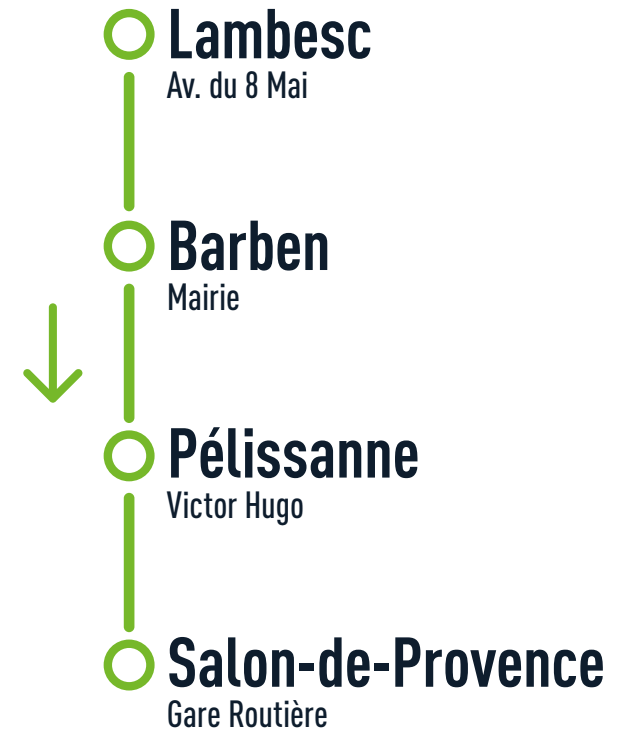 Lambesc
Av. du 8 Mai
Barben
Mairie
Pélissanne
Victor Hugo
Salon-de-Provence
Gare Routière